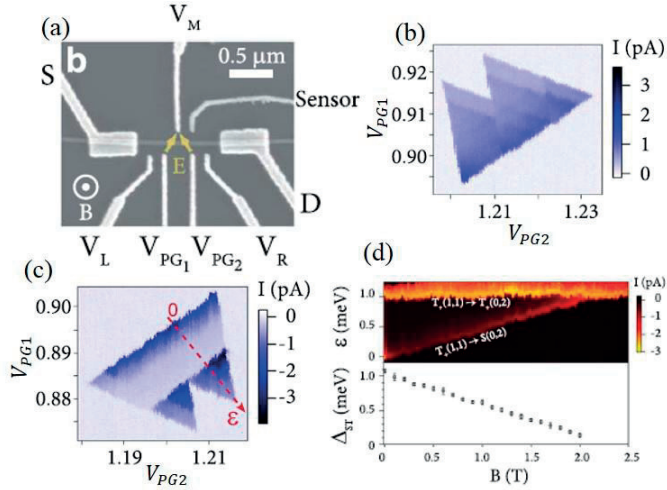 (a)
V_M
b
0.5 μm
S
Sensor
E
B
D
V_L
V_PG1
V_PG2
V_R
(b)
I (pA)
0.92
0.91
0.90
V_PG1
3
2
1
0
1.21
1.23
V_PG2
(c)
I (pA)
0.90
0.89
0.88
V_PG1
0
ε
0
-1
-2
-3
1.19
1.21
V_PG2
(d)
I (pA)
1.0
0.5
0
ε (meV)
T₊(1,1)→T₊(0,2)
T₊(1,1)→S(0,2)
0
-1
-2
-3
1.0
0.5
0
Δ_ST (meV)
0.0
0.5
1.0
1.5
2.0
2.5
B (T)